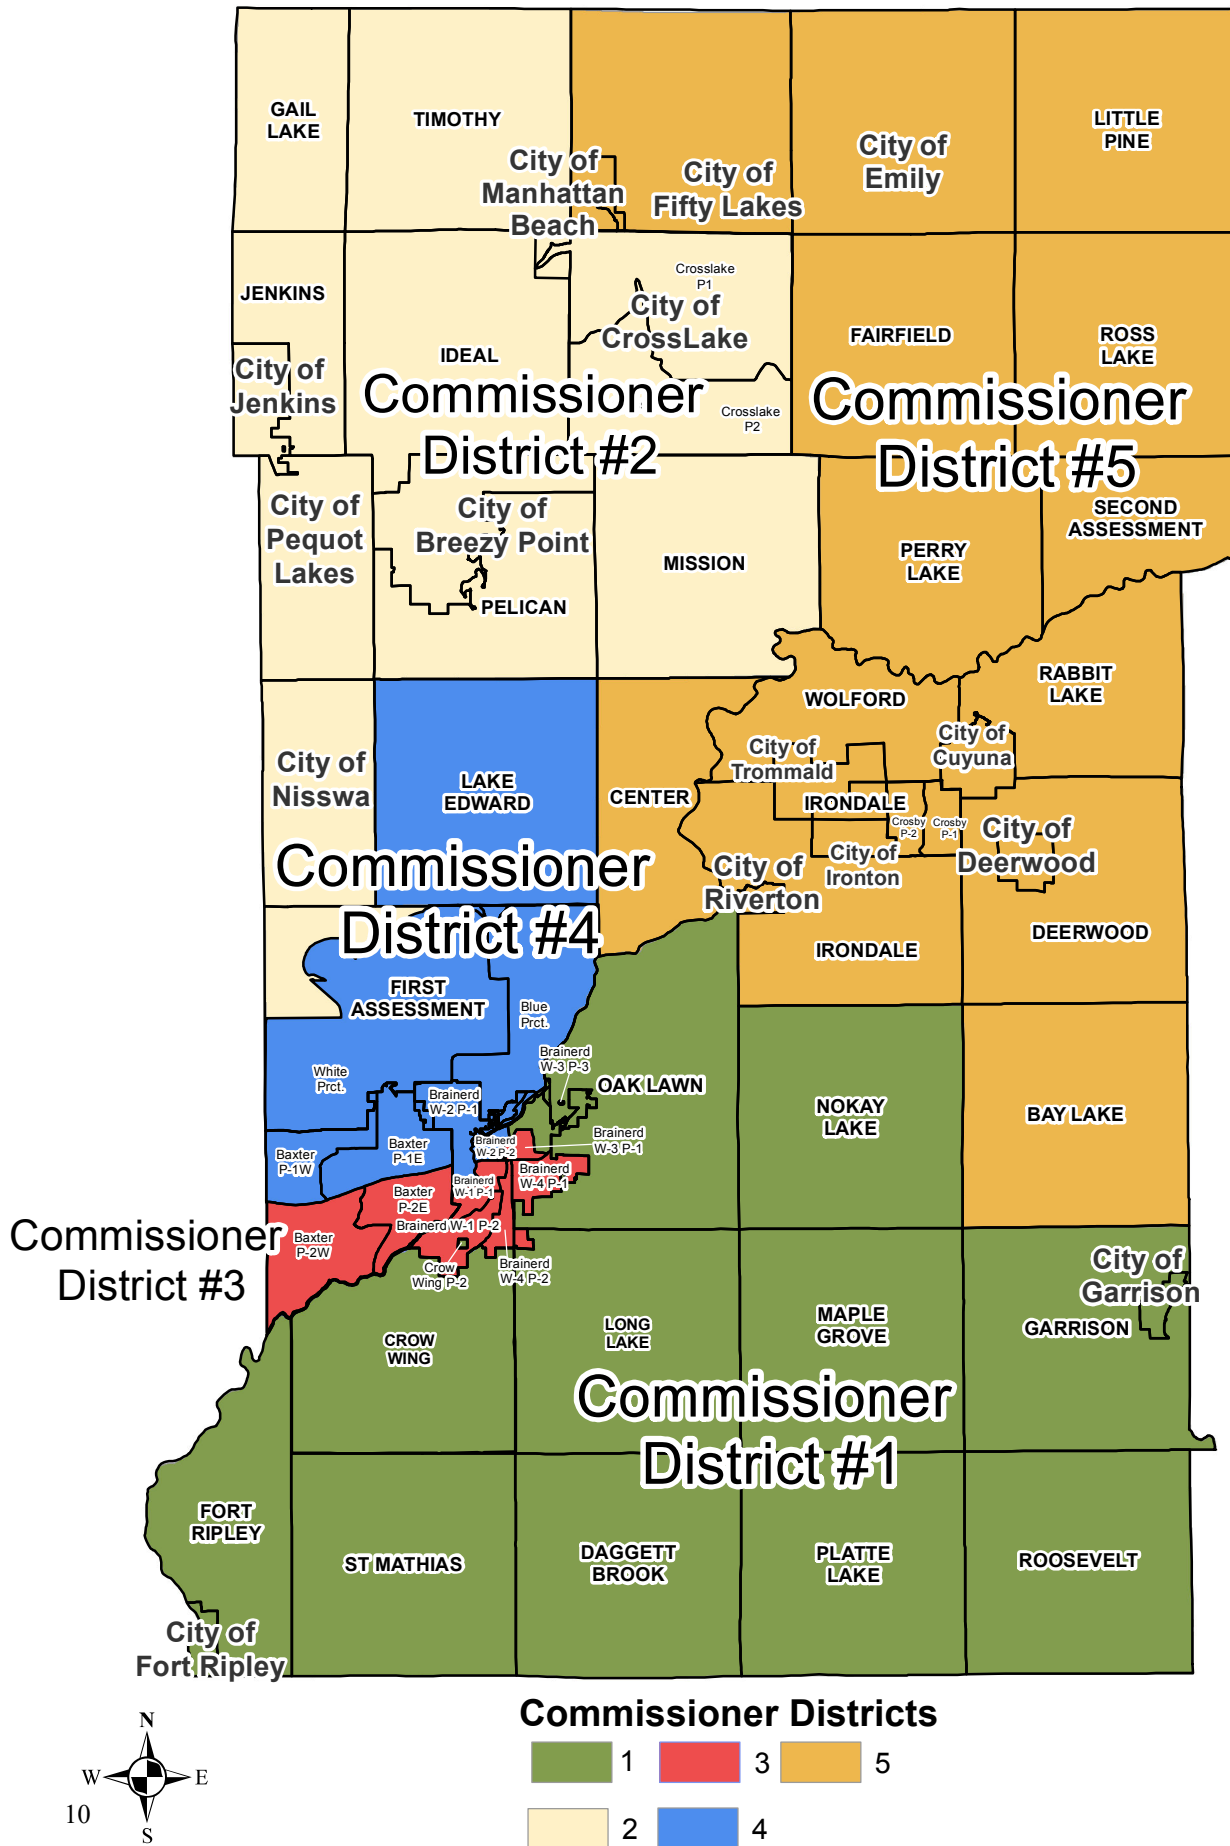 GAIL
LAKE
TIMOTHY
LITTLE
PINE
City of
Manhattan
Beach
City of
Fifty Lakes
City of
Emily
JENKINS
Crosslake
P1
City of
CrossLake
IDEAL
FAIRFIELD
ROSS
LAKE
City of
Jenkins
Commissioner
District #2
Crosslake
P2
Commissioner
District #5
City of
Pequot
Lakes
City of
Breezy Point
PELICAN
MISSION
PERRY
LAKE
SECOND
ASSESSMENT
WOLFORD
RABBIT
LAKE
City of
Nisswa
LAKE
EDWARD
CENTER
City of
Trommald
City of
Cuyuna
IRONDALE
Crosby
P-2
Crosby
P-1
City of
Deerwood
City of
Ironton
City of
Riverton
Commissioner
District #4
IRONDALE
DEERWOOD
FIRST
ASSESSMENT
Blue
Prct.
White
Prct.
Brainerd
W-3 P-3
OAK LAWN
Brainerd
W-2 P-1
NOKAY
LAKE
BAY LAKE
Baxter
P-1W
Baxter
P-1E
Brainerd
W-2 P-2
Brainerd
W-3 P-1
Brainerd
W-4 P-1
Brainerd
W-1 P-1
Baxter
P-2E
Brainerd W-1 P-2
Baxter
P-2W
Commissioner
District #3
Crow
Wing P-2
Brainerd
W-4 P-2
City of
Garrison
CROW
WING
LONG
LAKE
MAPLE
GROVE
GARRISON
Commissioner
District #1
FORT
RIPLEY
ST MATHIAS
DAGGETT
BROOK
PLATTE
LAKE
ROOSEVELT
City of
Fort Ripley
Commissioner Districts
1
3
5
2
4
N
W
E
S
10